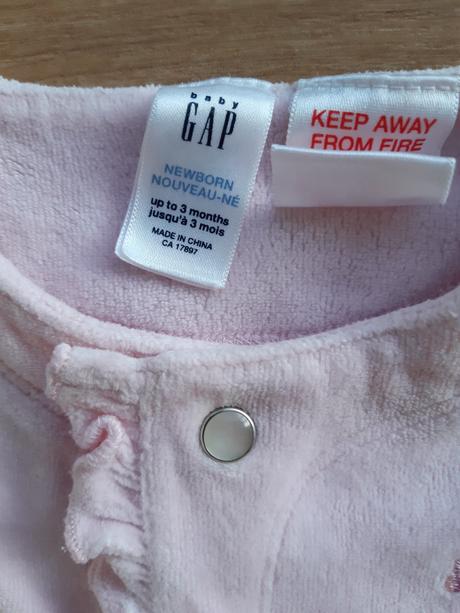 baby
GAP
NEWBORN
NOUVEAU-NÉ
up to 3 months
jusqu'à 3 mois
MADE IN CHINA
CA 17897
KEEP AWAY
FROM FIRE